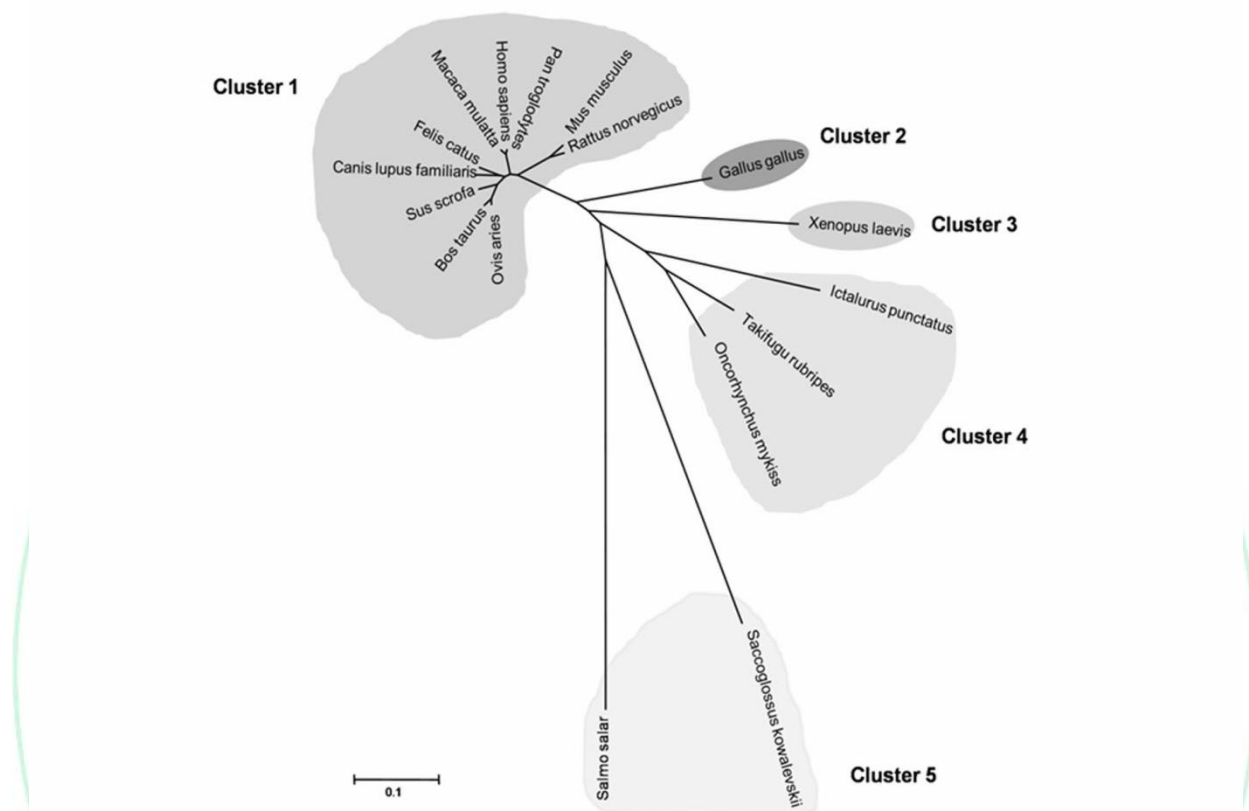 Cluster 1
Macaca mulatta
Homo sapiens
Pan troglodytes
Mus musculus
Rattus norvegicus
Felis catus
Canis lupus familiaris
Sus scrofa
Bos taurus
Ovis aries
Cluster 2
Gallus gallus
Xenopus laevis
Cluster 3
Ictalurus punctatus
Takifugu rubripes
Oncorhynchus mykiss
Cluster 4
Salmo salar
Saccoglossus kowalevskii
Cluster 5
0.1